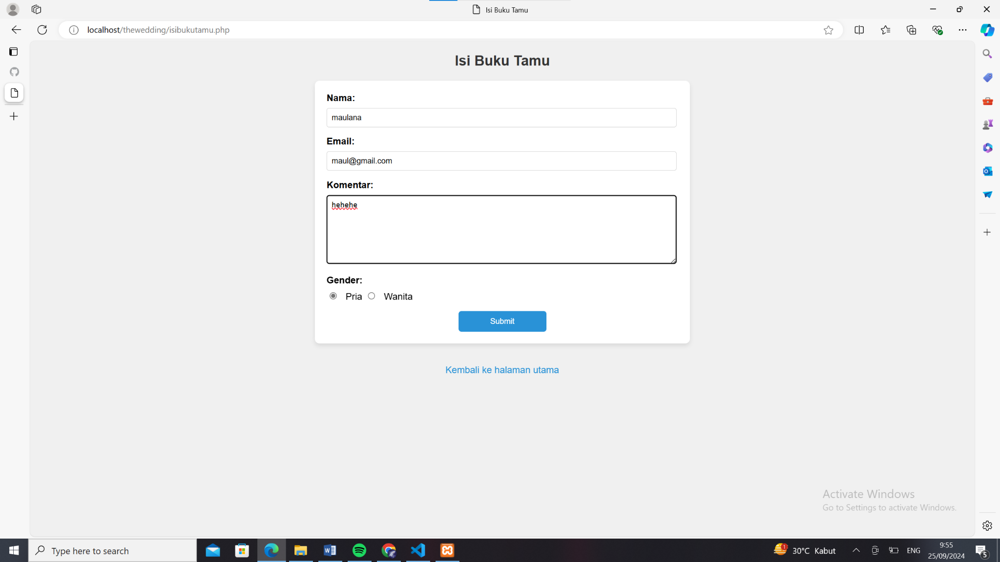 Isi Buku Tamu
localhost/thewedding/isibukutamu.php
Isi Buku Tamu
Nama:
maulana
Email:
maul@gmail.com
Komentar:
hehehe
Gender:
Pria Wanita
Submit
Kembali ke halaman utama
Activate Windows
Go to Settings to activate Windows.
Type here to search
1
30°C Kabut
ENG
9:55
25/09/2024
5